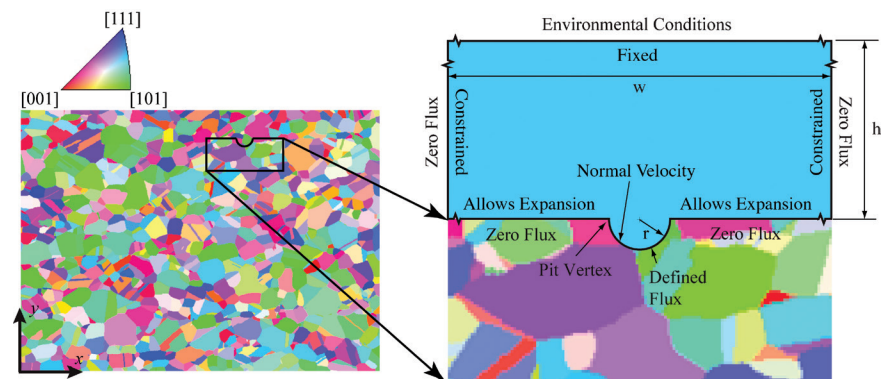 [111]
[001]
[101]
y
x
Environmental Conditions
Fixed
w
h
Zero Flux
Constrained
Constrained
Zero Flux
Normal Velocity
Allows Expansion
Allows Expansion
r
Zero Flux
Zero Flux
Pit Vertex
Defined
Flux